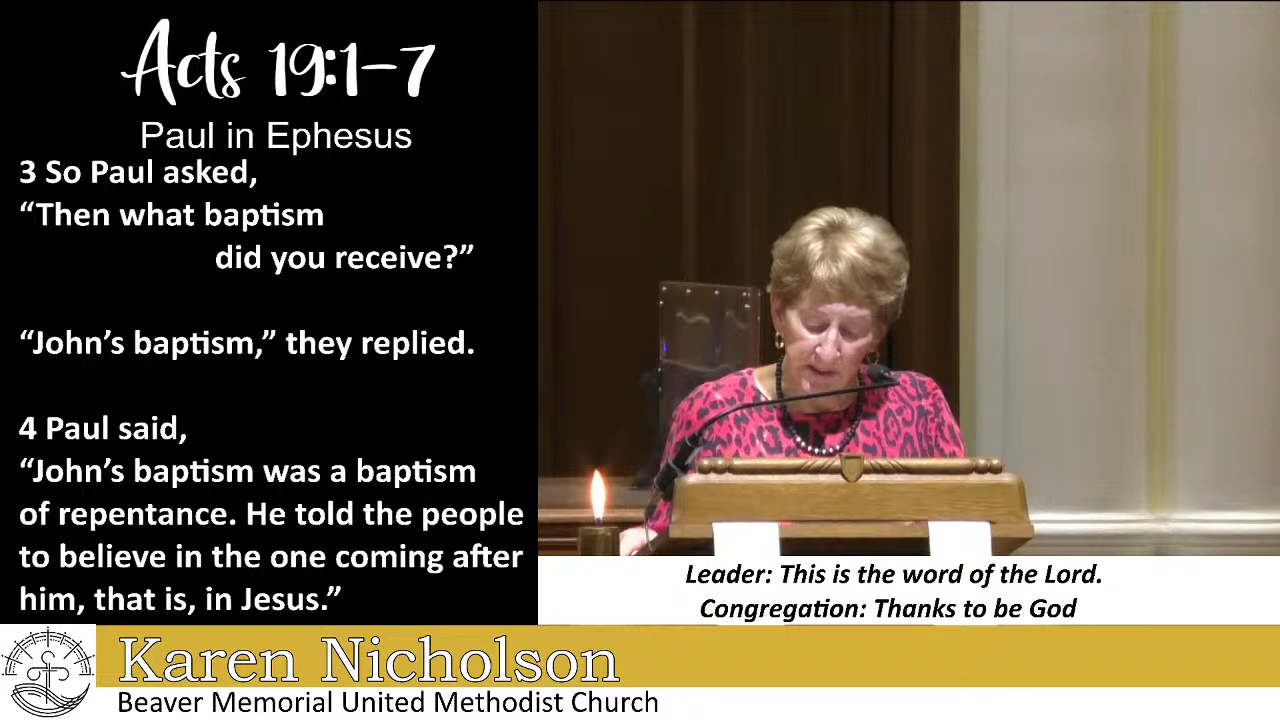 Acts 19:1–7
Paul in Ephesus
3 So Paul asked,
“Then what baptism
did you receive?”
“John’s baptism,” they replied.
4 Paul said,
“John’s baptism was a baptism
of repentance. He told the people
to believe in the one coming after
him, that is, in Jesus.”
Leader: This is the word of the Lord.
Congregation: Thanks to be God
Karen Nicholson
Beaver Memorial United Methodist Church